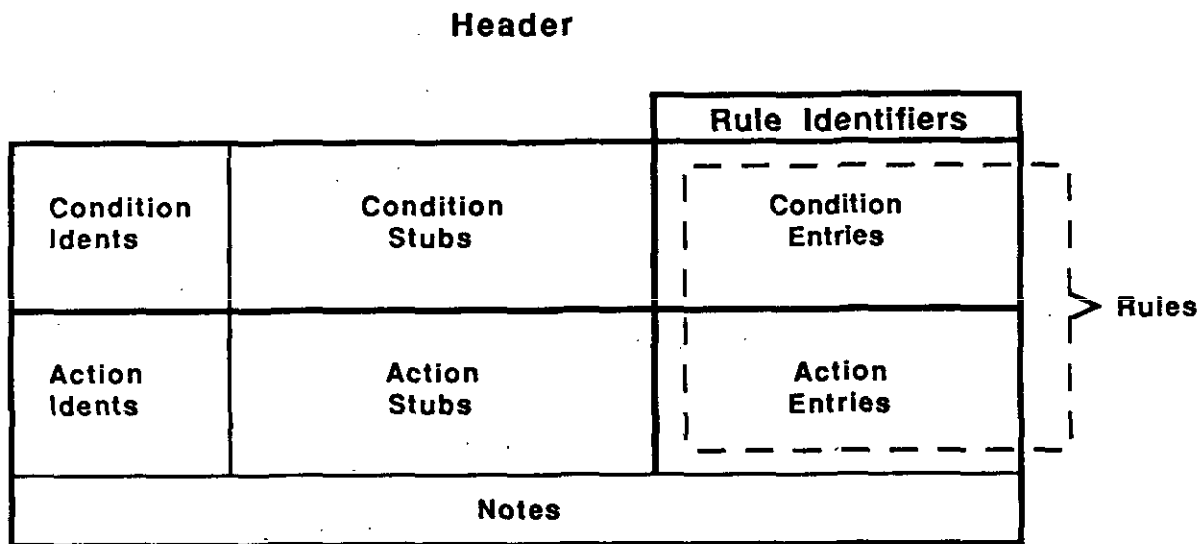 Header
Rule Identifiers
Condition
Idents
Condition
Stubs
Condition
Entries
Rules
Action
Idents
Action
Stubs
Action
Entries
Notes